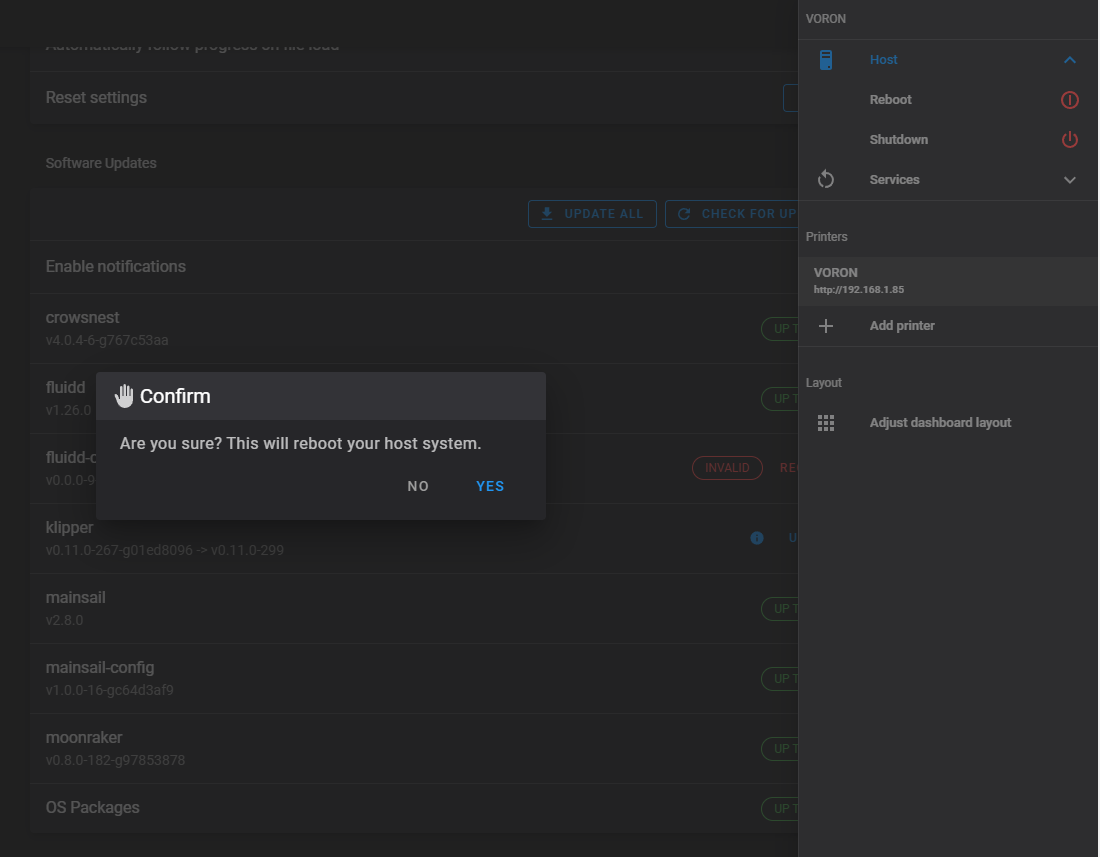 Automatically follow progress on file load
Reset settings
Software Updates
UPDATE ALL
CHECK FOR UP
Enable notifications
crowsnest
v4.0.4-6-g767c53aa
UP T
fluidd
v1.26.0
UP T
fluidd-c
v0.0.0-9
INVALID
RE
klipper
v0.11.0-267-g01ed8096 -> v0.11.0-299
U
mainsail
v2.8.0
UP T
mainsail-config
v1.0.0-16-gc64d3af9
UP T
moonraker
v0.8.0-182-g97853878
UP T
OS Packages
UP T
Confirm
Are you sure? This will reboot your host system.
NO
YES
VORON
Host
Reboot
Shutdown
Services
Printers
VORON
http://192.168.1.85
Add printer
Layout
Adjust dashboard layout